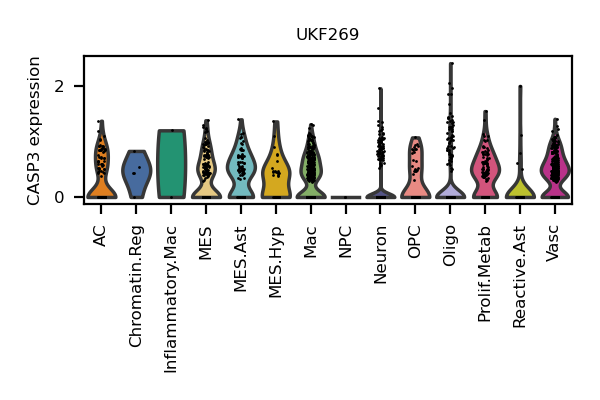 UKF269
CASP3 expression
2
0
AC
Chromatin.Reg
Inflammatory.Mac
MES
MES.Ast
MES.Hyp
Mac
NPC
Neuron
OPC
Oligo
Prolif.Metab
Reactive.Ast
Vasc